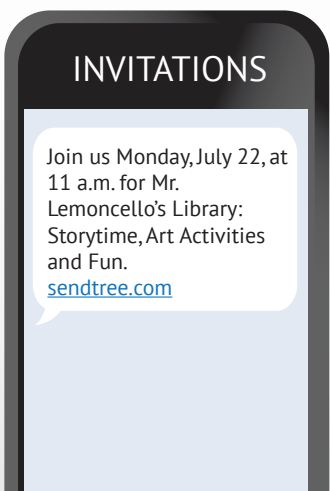 INVITATIONS
Join us Monday, July 22, at
11 a.m. for Mr.
Lemoncello’s Library:
Storytime, Art Activities
and Fun.
sendtree.com